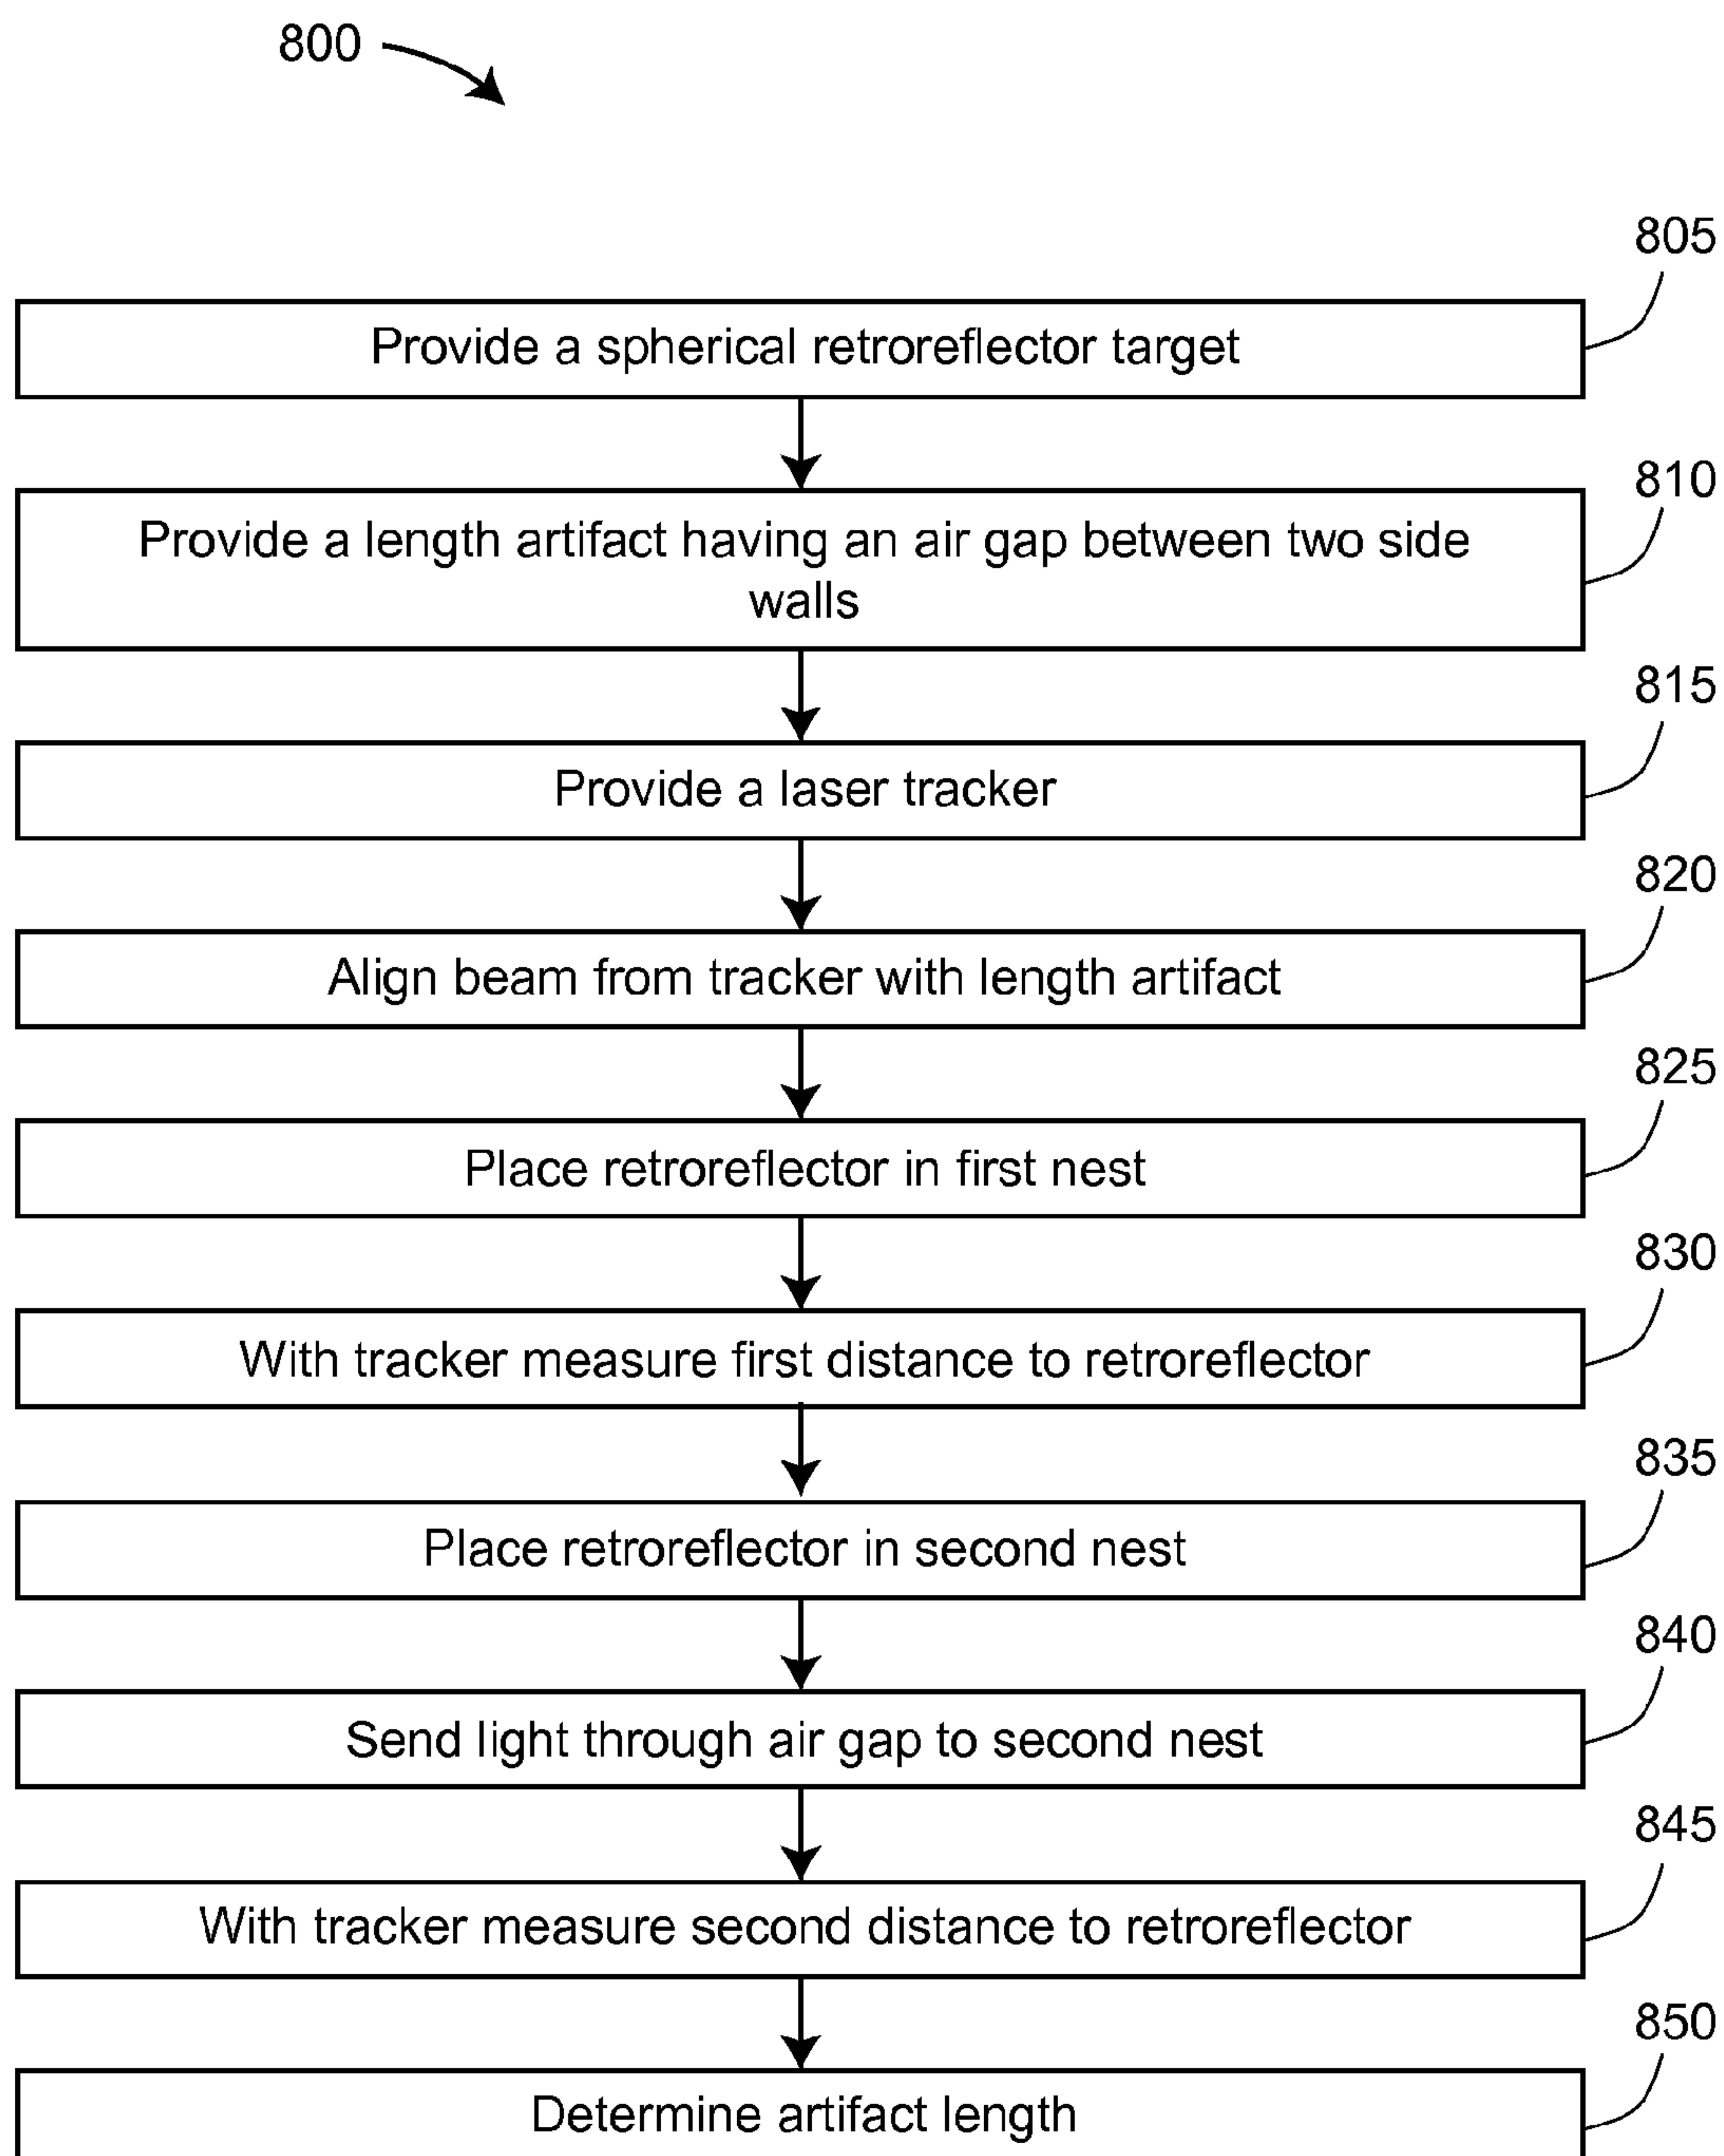 800
805
Provide a spherical retroreflector target
810
Provide a length artifact having an air gap between two side
walls
815
Provide a laser tracker
820
Align beam from tracker with length artifact
825
Place retroreflector in first nest
830
With tracker measure first distance to retroreflector
835
Place retroreflector in second nest
840
Send light through air gap to second nest
845
With tracker measure second distance to retroreflector
850
Determine artifact length